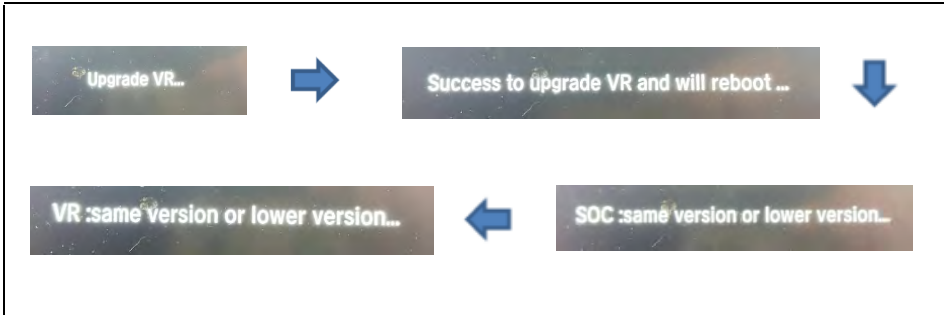 Upgrade VR...
Success to upgrade VR and will reboot ...
SOC :same version or lower version...
VR :same version or lower version...